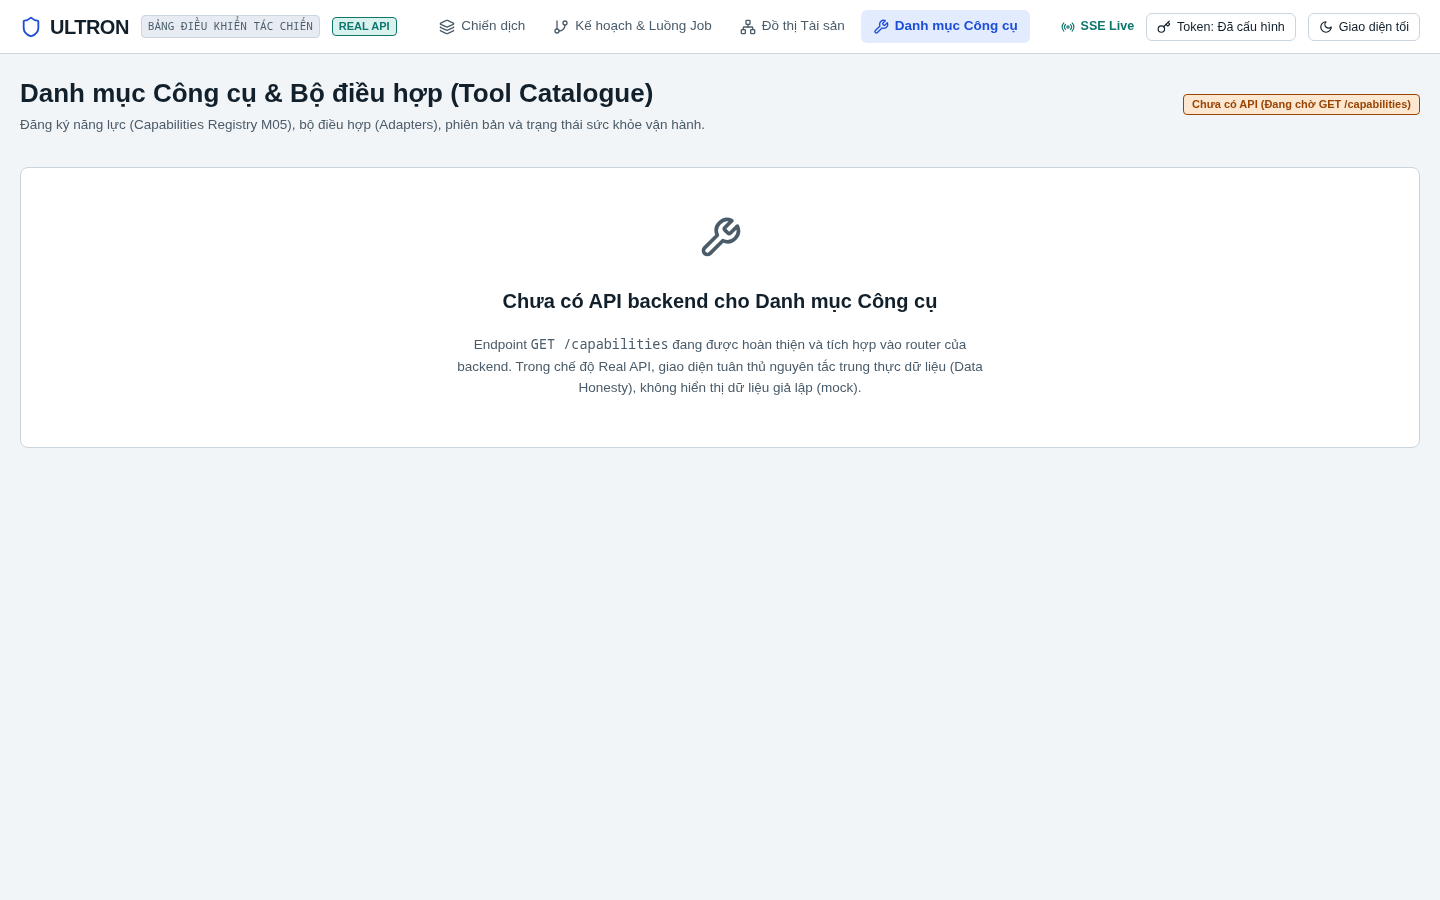 ULTRON
BẢNG ĐIỀU KHIỂN TÁC CHIẾN
REAL API
Chiến dịch
Kế hoạch & Luồng Job
Đồ thị Tài sản
Danh mục Công cụ
SSE Live
Token: Đã cấu hình
Giao diện tối
Danh mục Công cụ & Bộ điều hợp (Tool Catalogue)
Chưa có API (Đang chờ GET /capabilities)
Đăng ký năng lực (Capabilities Registry M05), bộ điều hợp (Adapters), phiên bản và trạng thái sức khỏe vận hành.
Chưa có API backend cho Danh mục Công cụ
Endpoint GET /capabilities đang được hoàn thiện và tích hợp vào router của
backend. Trong chế độ Real API, giao diện tuân thủ nguyên tắc trung thực dữ liệu (Data
Honesty), không hiển thị dữ liệu giả lập (mock).